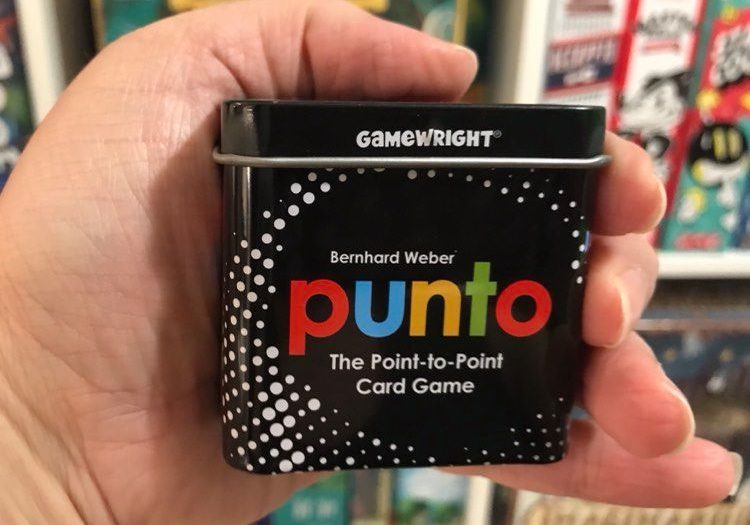 GAMEWRIGHT®
Bernhard Weber
punto
The Point-to-Point
Card Game